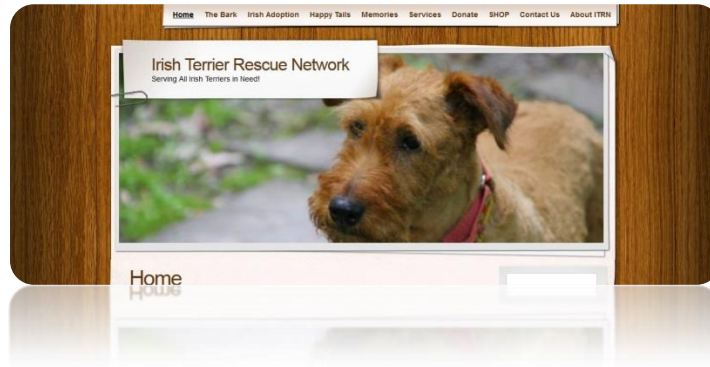 Home The Bark Irish Adoption Happy Tails Memories Services Donate SHOP Contact Us About ITRN
Irish Terrier Rescue Network
Serving All Irish Terriers in Need!
Home